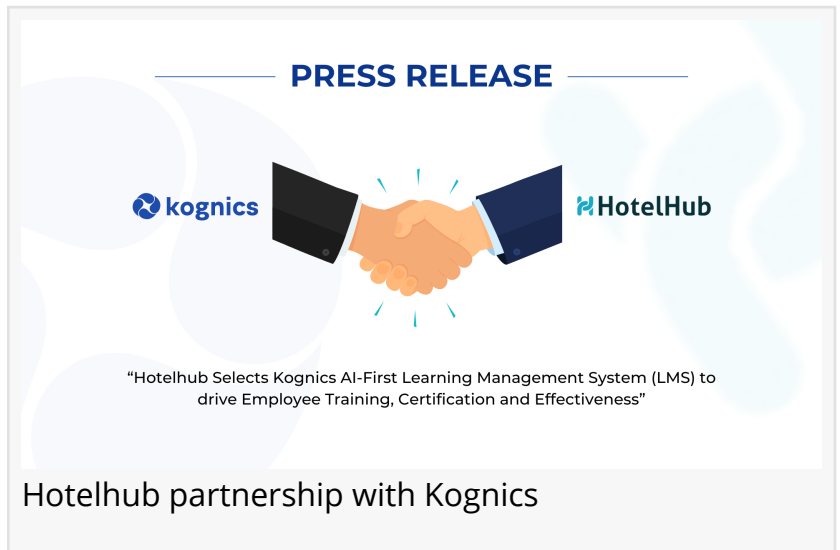 PRESS RELEASE
kognics
HotelHub
“Hotelhub Selects Kognics AI-First Learning Management System (LMS) to
drive Employee Training, Certification and Effectiveness”
Hotelhub partnership with Kognics